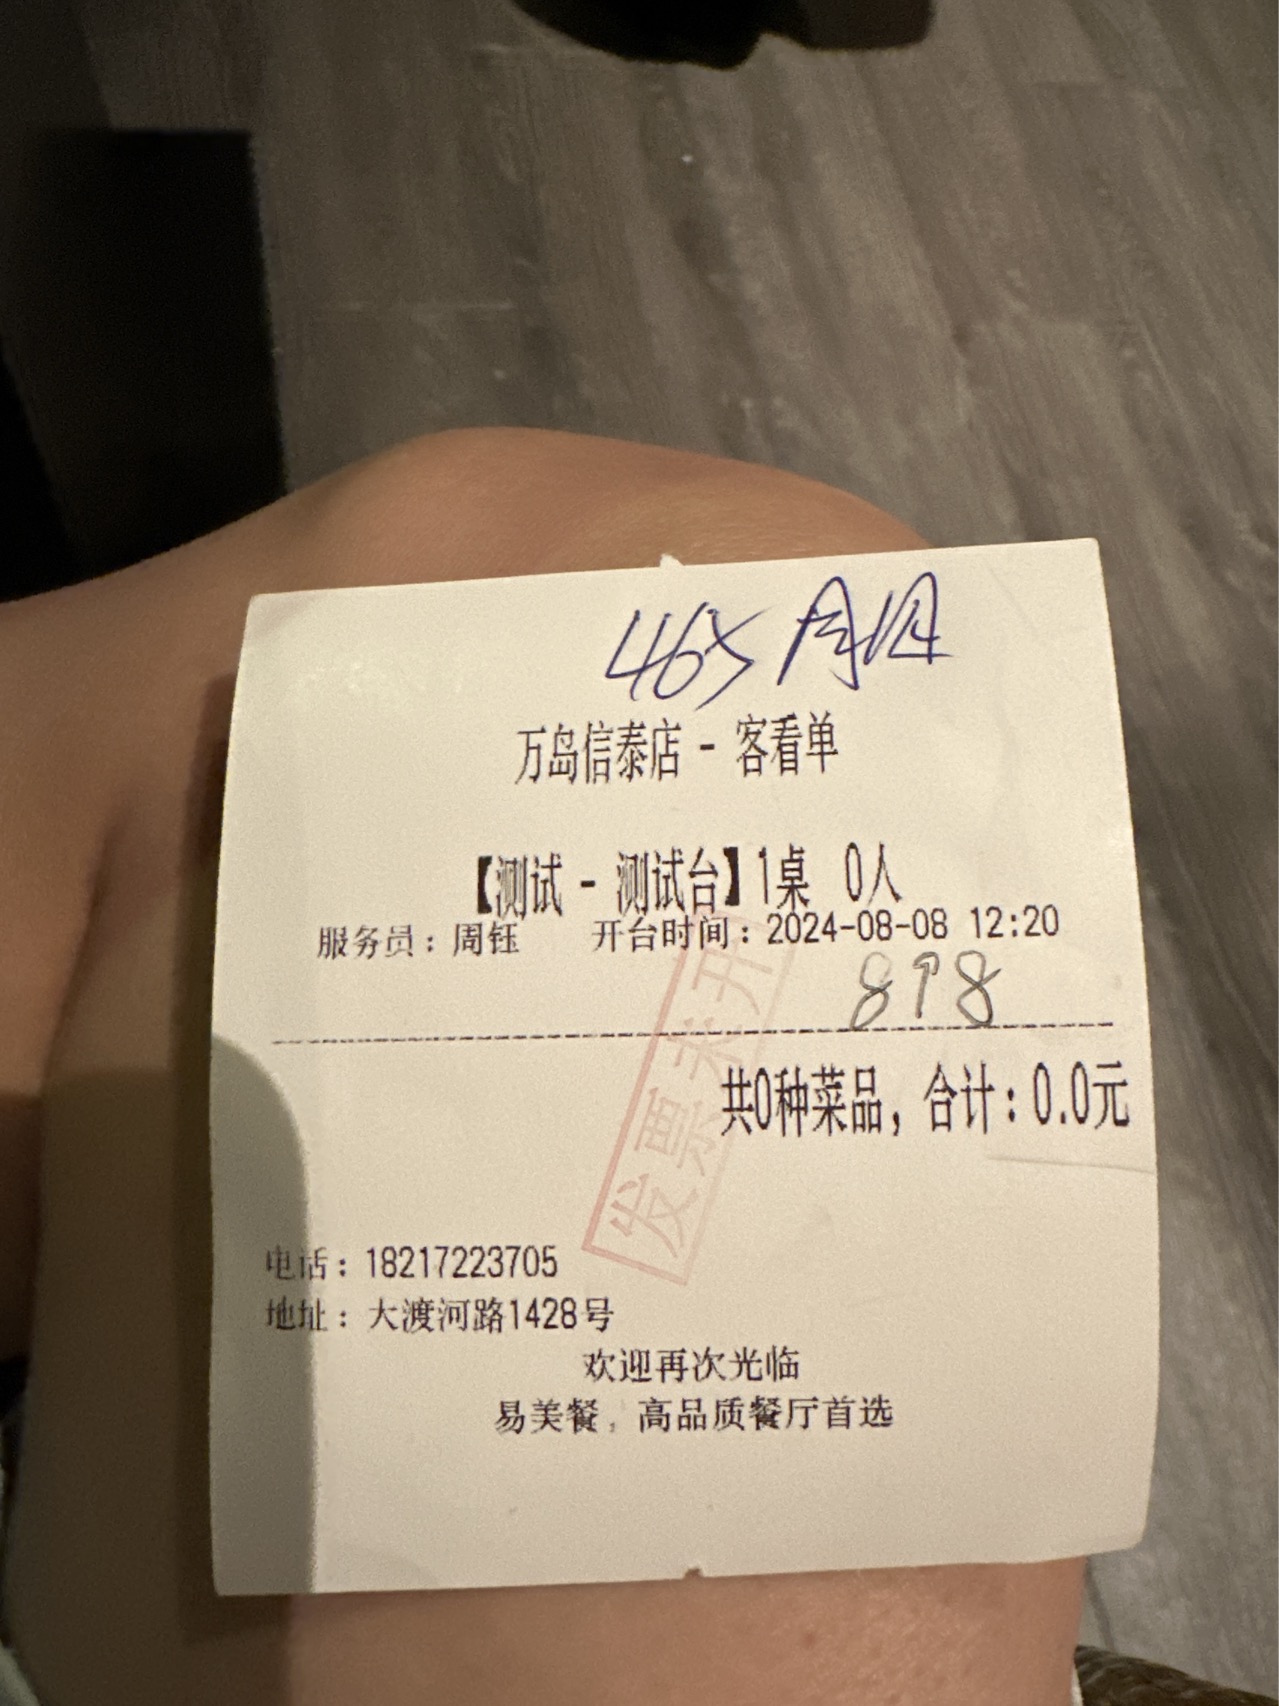 465 周钰
万岛信泰店 - 客看单
【测试 - 测试台】1桌 0人
服务员：周钰 开台时间：2024-08-08 12:20
898
共0种菜品，合计：0.0元
发票未开
电话：18217223705
地址：大渡河路1428号
欢迎再次光临
易美餐，高品质餐厅首选